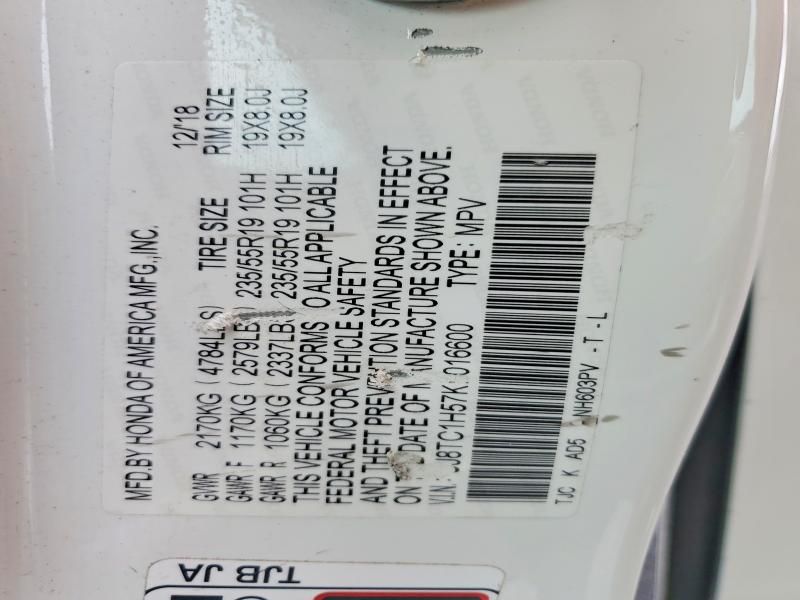 MFD.BY HONDA OF AMERICA MFG.,INC. 12/'18
GVWR 2170KG ( 4784LBS) TIRE SIZE RIM SIZE
GAWR F 1170KG ( 2579LBS) 235/55R19 101H 19X8.0J
GAWR R 1060KG ( 2337LBS) 235/55R19 101H 19X8.0J
THIS VEHICLE CONFORMS TO ALL APPLICABLE
FEDERAL MOTOR VEHICLE SAFETY
AND THEFT PREVENTION STANDARDS IN EFFECT
ON DATE OF MANUFACTURE SHOWN ABOVE.
V.I.N.: J8TC1H57K 016600 TYPE: MPV
TJC K AD5 NH603PV -T -L
TJB JA